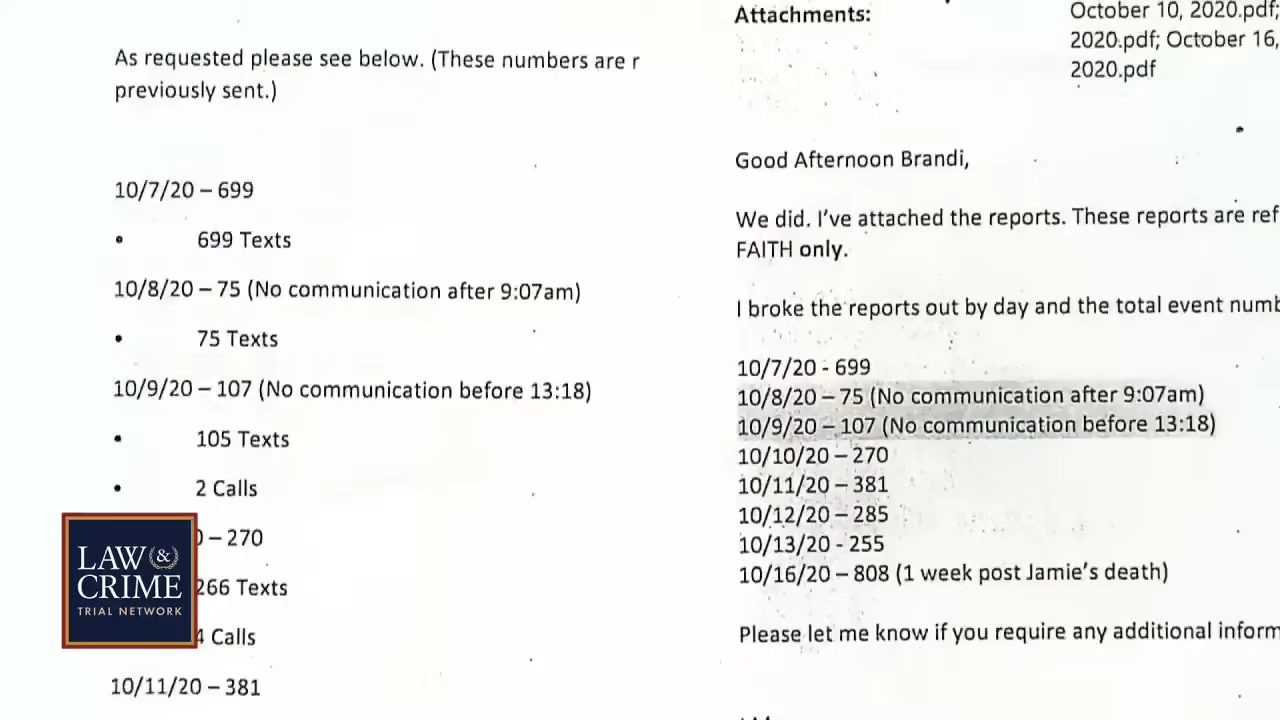 As requested please see below. (These numbers are r
previously sent.)
10/7/20 – 699
• 699 Texts
10/8/20 – 75 (No communication after 9:07am)
• 75 Texts
10/9/20 – 107 (No communication before 13:18)
• 105 Texts
• 2 Calls
0 – 270
266 Texts
4 Calls
10/11/20 – 381
LAW &
CRIME
TRIAL NETWORK
Attachments:
October 10, 2020.pdf;
2020.pdf; October 16,
2020.pdf
Good Afternoon Brandi,
We did. I've attached the reports. These reports are ref
FAITH only.
I broke the reports out by day and the total event numb
10/7/20 - 699
10/8/20 – 75 (No communication after 9:07am)
10/9/20 – 107 (No communication before 13:18)
10/10/20 – 270
10/11/20 – 381
10/12/20 – 285
10/13/20 - 255
10/16/20 – 808 (1 week post Jamie's death)
Please let me know if you require any additional inform